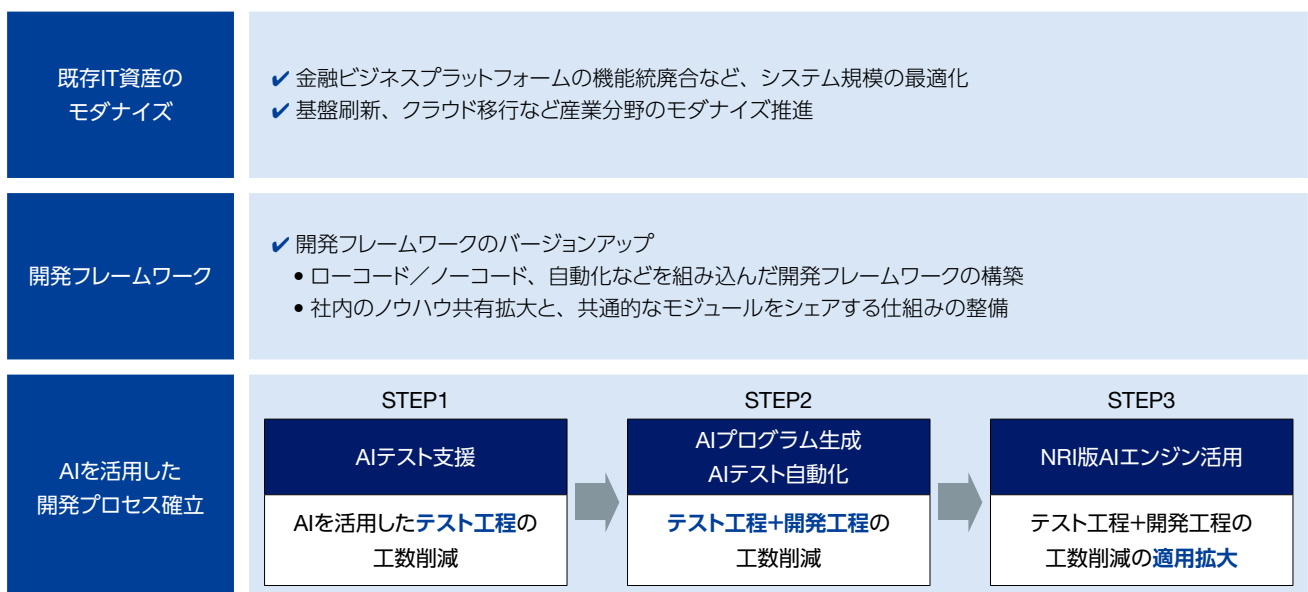 既存IT資産の
モダナイズ
✔ 金融ビジネスプラットフォームの機能統廃合など、システム規模の最適化
✔ 基盤刷新、クラウド移行など産業分野のモダナイズ推進
開発フレームワーク
✔ 開発フレームワークのバージョンアップ
• ローコード／ノーコード、自動化などを組み込んだ開発フレームワークの構築
• 社内のノウハウ共有拡大と、共通的なモジュールをシェアする仕組みの整備
AIを活用した
開発プロセス確立
STEP1
AIテスト支援
AIを活用したテスト工程の
工数削減
STEP2
AIプログラム生成
AIテスト自動化
テスト工程+開発工程の
工数削減
STEP3
NRI版AIエンジン活用
テスト工程+開発工程の
工数削減の適用拡大